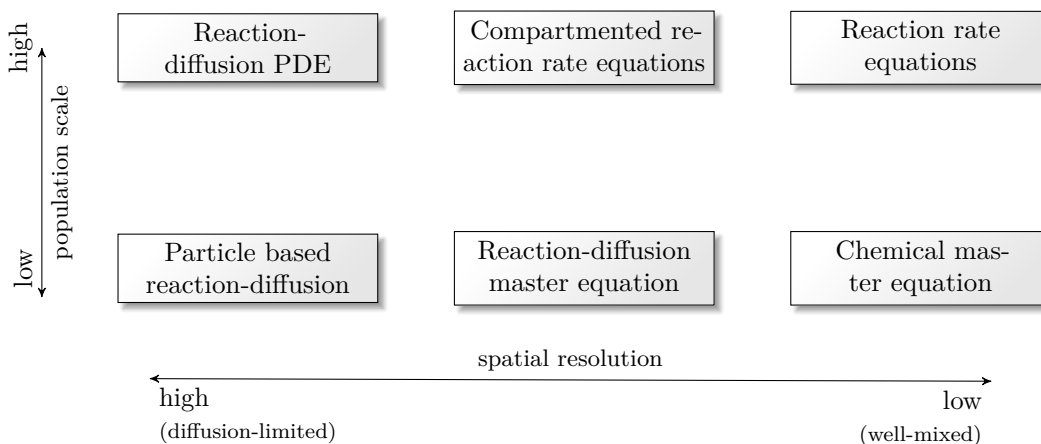 high
population scale
low
Reaction-
diffusion PDE
Compartmented re-
action rate equations
Reaction rate
equations
Particle based
reaction-diffusion
Reaction-diffusion
master equation
Chemical mas-
ter equation
spatial resolution
high
(diffusion-limited)
low
(well-mixed)